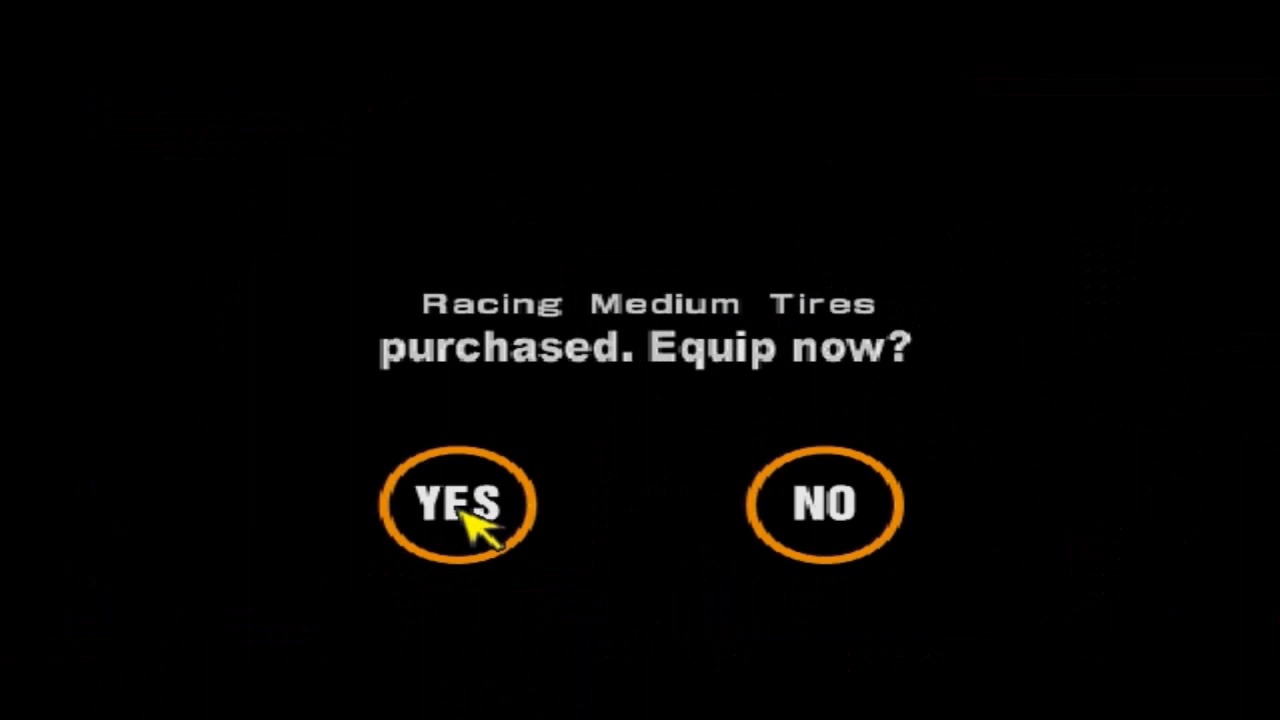 Racing Medium Tires
purchased. Equip now?
YES NO